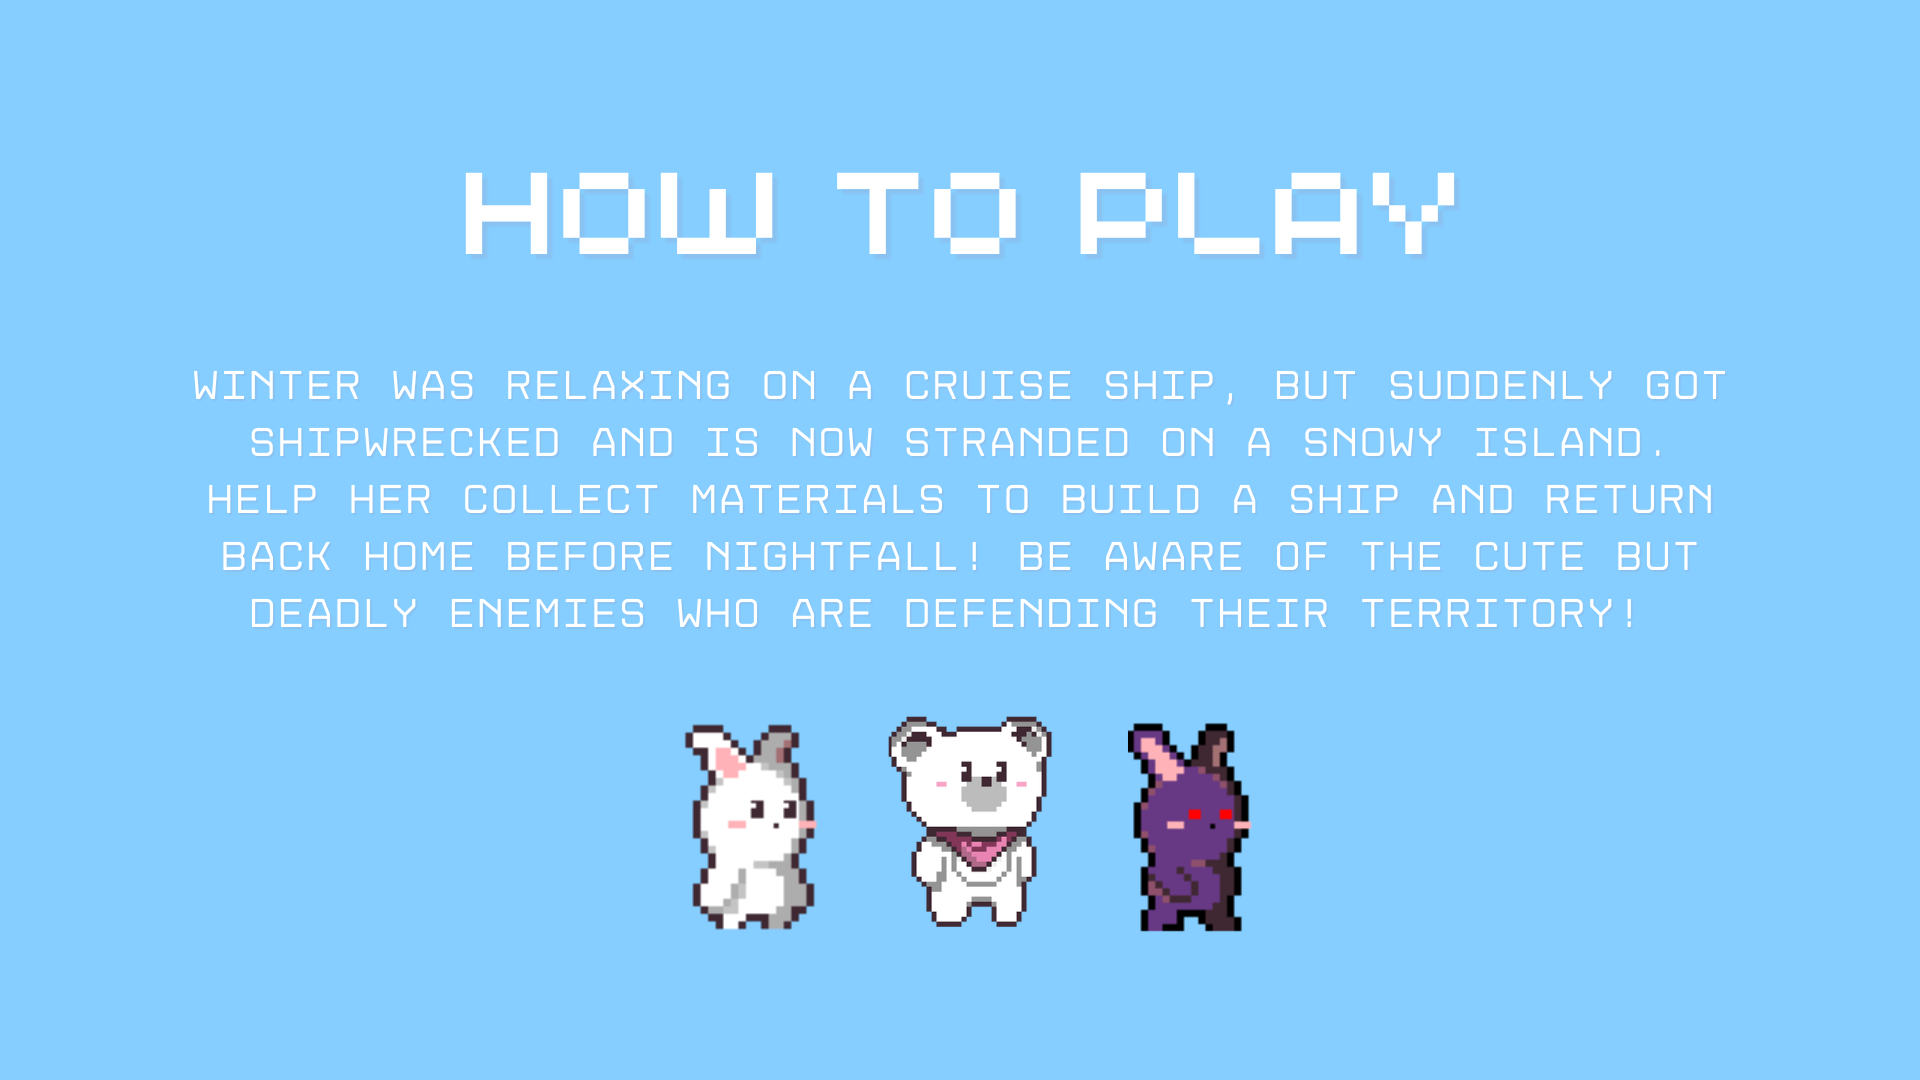 HOW TO PLAY
WINTER WAS RELAXING ON A CRUISE SHIP, BUT SUDDENLY GOT
SHIPWRECKED AND IS NOW STRANDED ON A SNOWY ISLAND.
HELP HER COLLECT MATERIALS TO BUILD A SHIP AND RETURN
BACK HOME BEFORE NIGHTFALL! BE AWARE OF THE CUTE BUT
DEADLY ENEMIES WHO ARE DEFENDING THEIR TERRITORY!